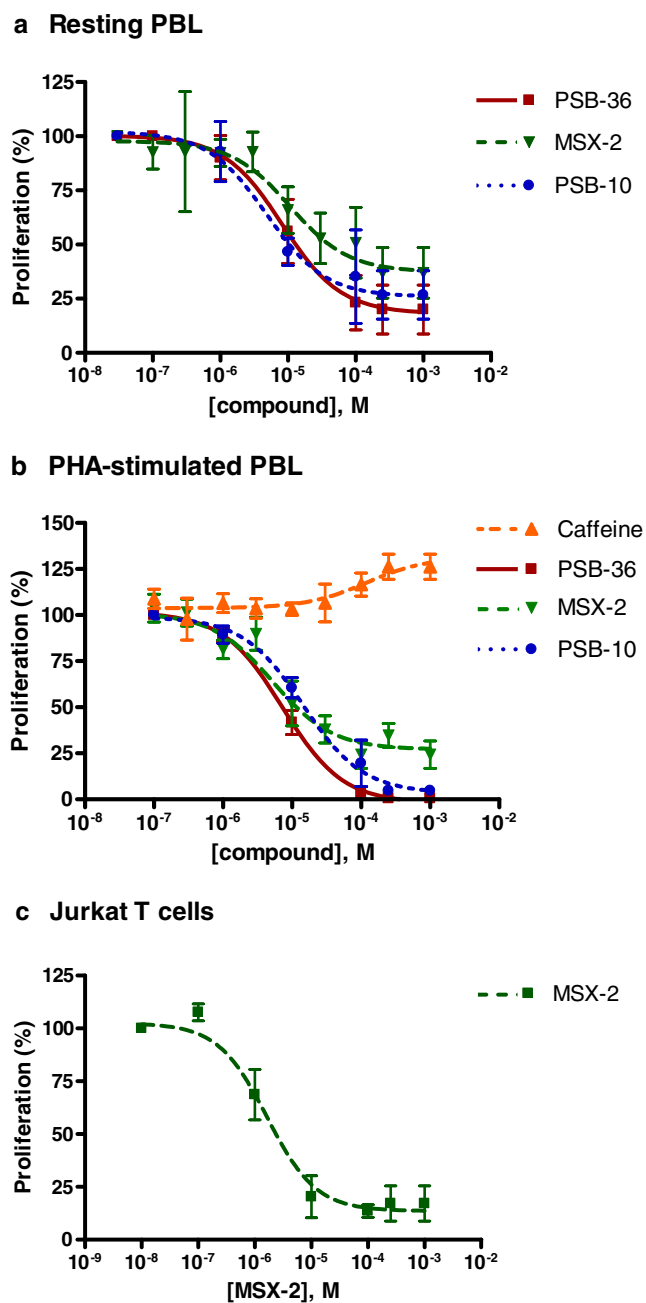 a Resting PBL
125
100
75
50
25
0
Proliferation (%)
10⁻⁸ 10⁻⁷ 10⁻⁶ 10⁻⁵ 10⁻⁴ 10⁻³ 10⁻²
[compound], M
PSB-36
MSX-2
PSB-10
b PHA-stimulated PBL
150
125
100
75
50
25
0
Proliferation (%)
10⁻⁸ 10⁻⁷ 10⁻⁶ 10⁻⁵ 10⁻⁴ 10⁻³ 10⁻²
[compound], M
Caffeine
PSB-36
MSX-2
PSB-10
c Jurkat T cells
125
100
75
50
25
0
Proliferation (%)
10⁻⁹ 10⁻⁸ 10⁻⁷ 10⁻⁶ 10⁻⁵ 10⁻⁴ 10⁻³ 10⁻²
[MSX-2], M
MSX-2